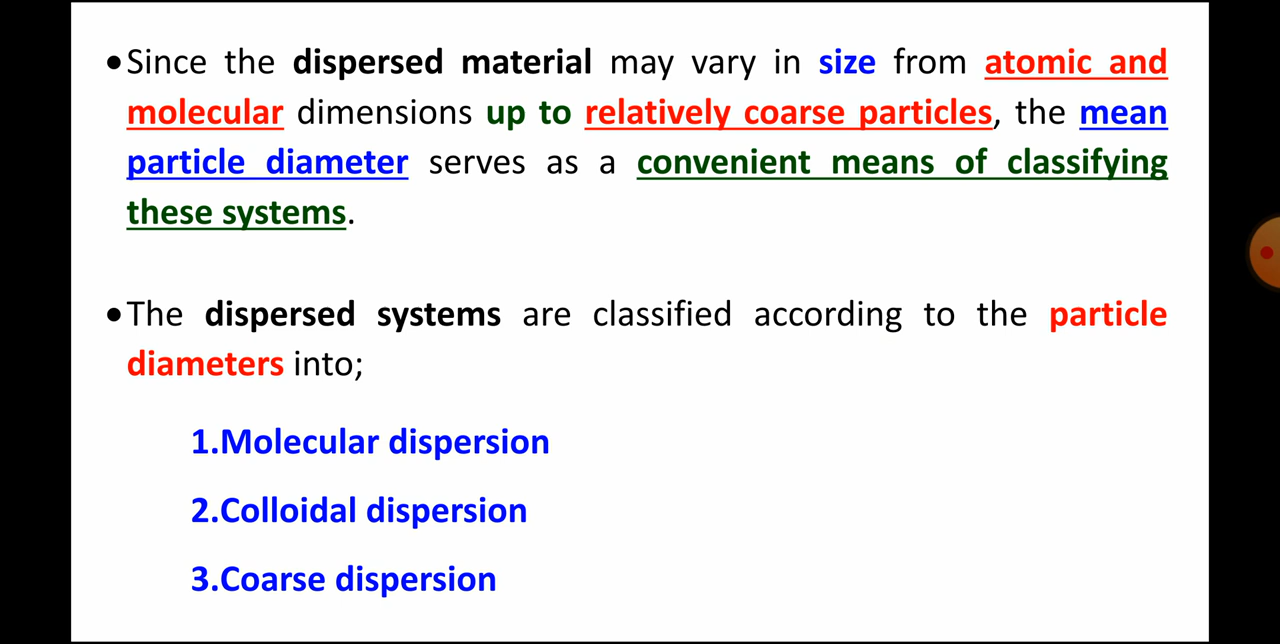 •Since the dispersed material may vary in size from atomic and
molecular dimensions up to relatively coarse particles, the mean
particle diameter serves as a convenient means of classifying
these systems.
•The dispersed systems are classified according to the particle
diameters into;
1.Molecular dispersion
2.Colloidal dispersion
3.Coarse dispersion